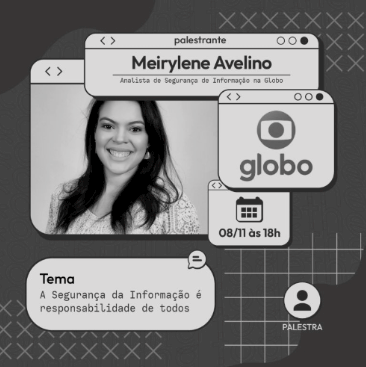 palestrante
Meirylene Avelino
Analista de Segurança de Informação na Globo
globo
08/11 às 18h
Tema
A Segurança da Informação é
responsabilidade de todos
PALESTRA